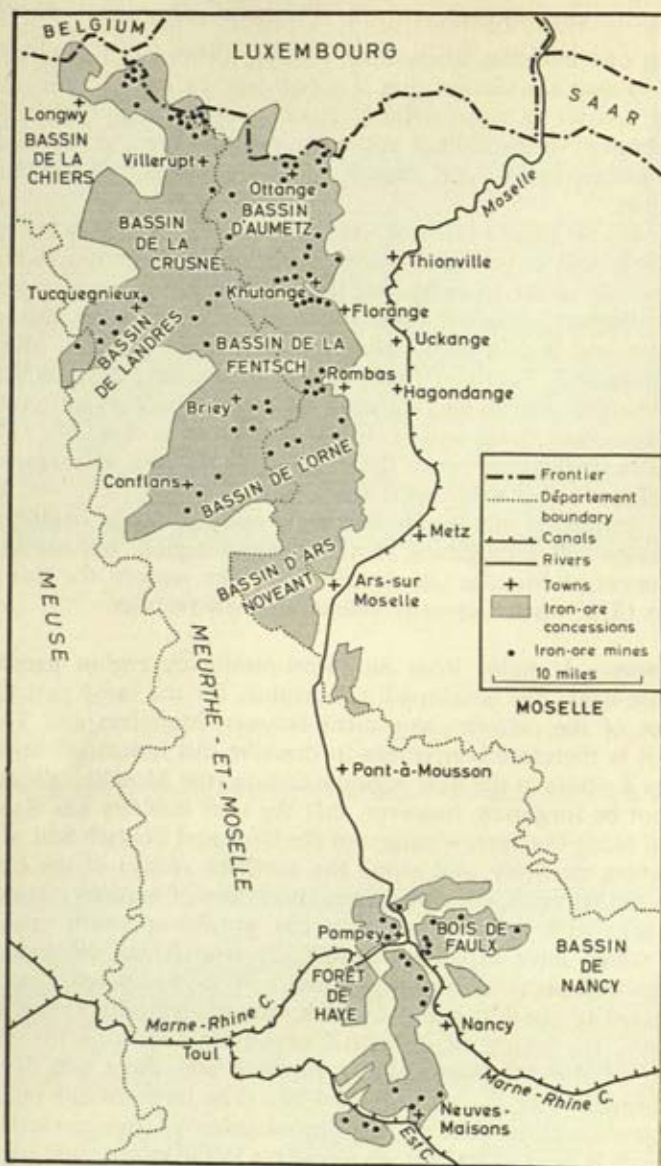 BELGIUM
LUXEMBOURG
SAAR
Longwy
BASSIN
DE LA
CHIERS
Villerupt
Ottange
BASSIN
D'AUMETZ
Moselle
BASSIN
DE LA
CRUSNE
Thionville
Tucquegnieux
Knutange
Florange
BASSIN
DE LANDRES
BASSIN DE LA
FENTSCH
Uckange
Rombas
Hagondange
Briey
Conflans
BASSIN DE L'ORNE
Metz
BASSIN D'ARS
NOVEANT
Ars-sur
Moselle
Frontier
Département
boundary
Canals
Rivers
Towns
Iron-ore
concessions
Iron-ore mines
10 miles
MEUSE
MEURTHE-ET-MOSELLE
MOSELLE
Pont-à-Mousson
Pompey
BOIS DE
FAULX
BASSIN
DE
NANCY
FORÊT
DE
HAYE
Marne-Rhine C.
Toul
Nancy
Marne-Rhine C.
Neuves-
Maisons
Est C.